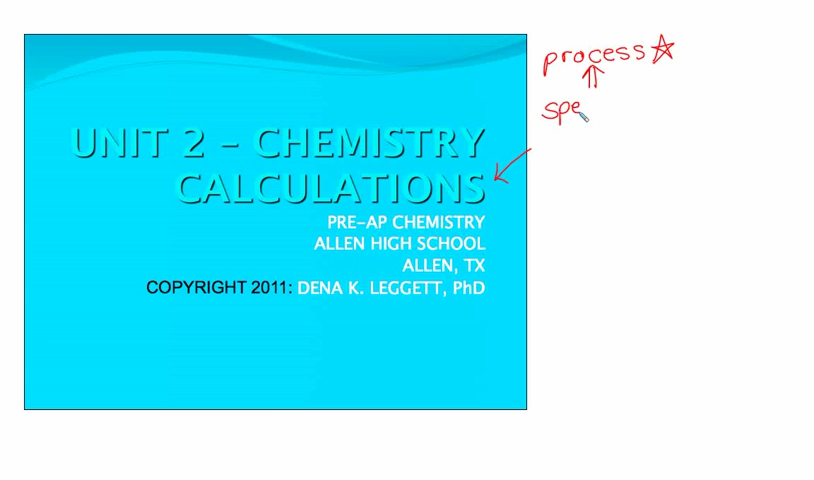 UNIT 2 – CHEMISTRY
CALCULATIONS
PRE-AP CHEMISTRY
ALLEN HIGH SCHOOL
ALLEN, TX
COPYRIGHT 2011: DENA K. LEGGETT, PhD
process
spe